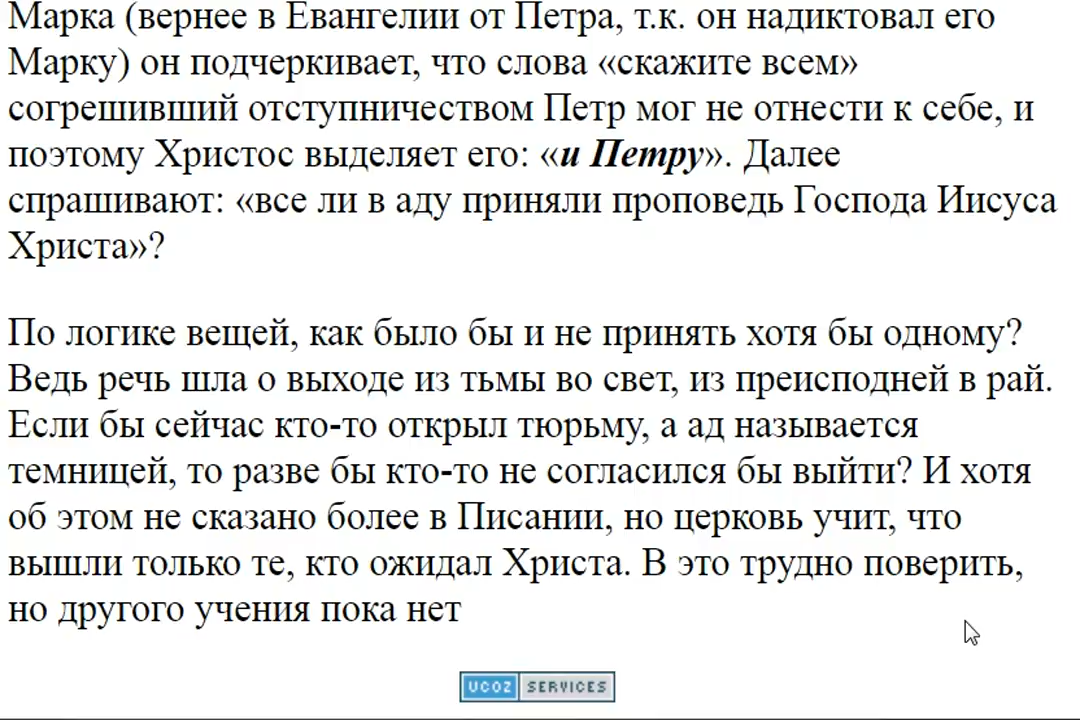 Марка (вернее в Евангелии от Петра, т.к. он надиктовал его
Марку) он подчеркивает, что слова «скажите всем»
согрешивший отступничеством Петр мог не отнести к себе, и
поэтому Христос выделяет его: «и Петру». Далее
спрашивают: «все ли в аду приняли проповедь Господа Иисуса
Христа»?
По логике вещей, как было бы и не принять хотя бы одному?
Ведь речь шла о выходе из тьмы во свет, из преисподней в рай.
Если бы сейчас кто-то открыл тюрьму, а ад называется
темницей, то разве бы кто-то не согласился бы выйти? И хотя
об этом не сказано более в Писании, но церковь учит, что
вышли только те, кто ожидал Христа. В это трудно поверить,
но другого учения пока нет
UCOZ SERVICES